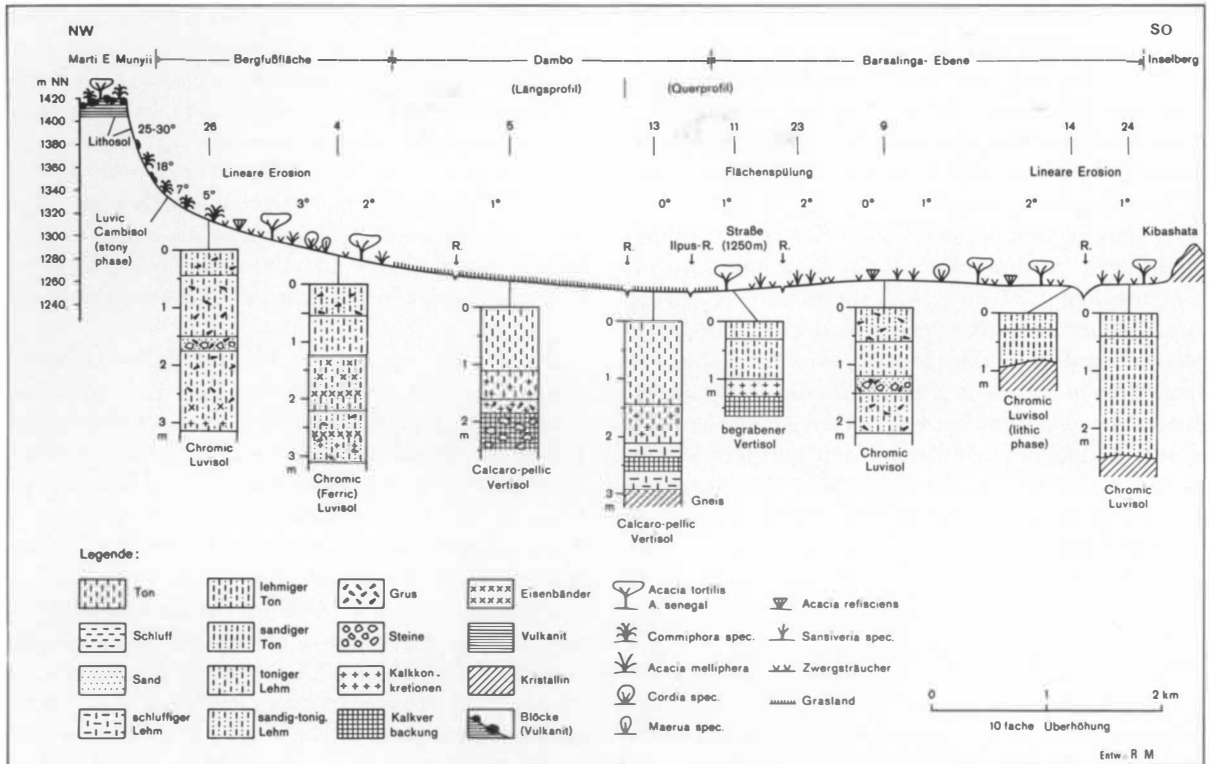 NW
SO
Marti E Munyii
Bergfußfläche
Dambo
Barsalinga-Ebene
Inselberg
(Längsprofil)
(Querprofil)
m NN
1420
1400
1380
1360
1340
1320
1300
1280
1260
1240
Lithosol
25-30°
18°
7°
5°
3°
2°
1°
0°
1°
2°
0°
1°
2°
1°
26
4
5
13
11
23
9
14
24
Lineare Erosion
Flächenspülung
Lineare Erosion
Luvic
Cambisol
(stony
phase)
R.
R.
Ilpus-R.
Straße
(1250m)
R.
R.
Kibashata
0
1
2
3
m
Chromic
Luvisol
0
1
2
3
m
Chromic
(Ferric)
Luvisol
0
1
2
m
Calcaro-pellic
Vertisol
0
1
2
3
m
Gneis
Calcaro-pellic
Vertisol
0
1
m
begrabener
Vertisol
0
1
2
m
Chromic
Luvisol
0
1
m
Chromic
Luvisol
(lithic
phase)
0
1
2
m
Chromic
Luvisol
Legende:
Ton
Schluff
Sand
schluffiger
Lehm
lehmiger
Ton
sandiger
Ton
toniger
Lehm
sandig-tonig.
Lehm
Grus
Steine
Kalkkon-
kretionen
Kalkver
backung
Eisenbänder
Vulkanit
Kristallin
Blöcke
(Vulkanit)
Acacia tortilis
A. senegal
Commiphora spec.
Acacia melliphera
Cordia spec.
Maerua spec.
Acacia refisciens
Sansiveria spec.
Zwergsträucher
Grasland
0 1 2 km
10 fache Überhöhung
Entw. R M